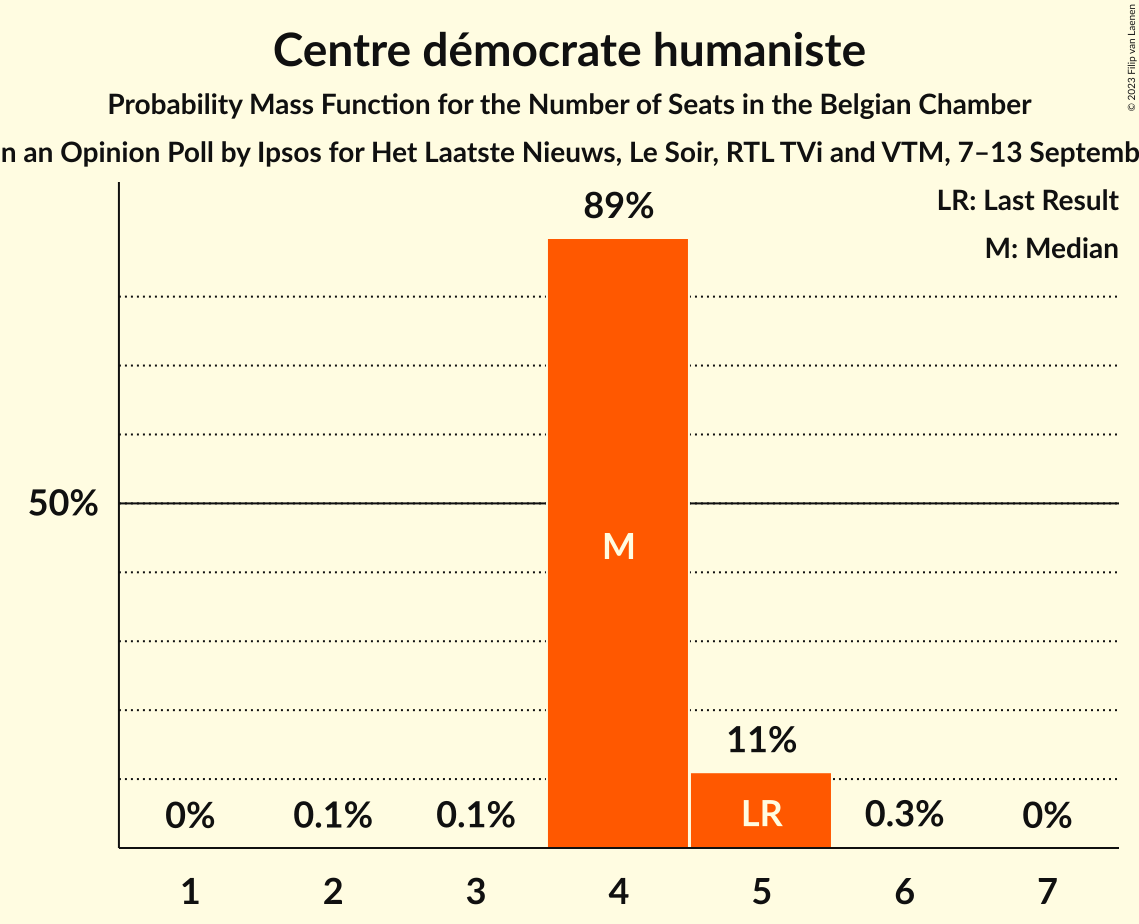 Centre démocrate humaniste
Probability Mass Function for the Number of Seats in the Belgian Chamber
n an Opinion Poll by Ipsos for Het Laatste Nieuws, Le Soir, RTL TVi and VTM, 7–13 Septemb
© 2023 Filip van Laenen
LR: Last Result
M: Median
89%
50%
M
11%
LR
0%
0.1%
0.1%
0.3%
0%
1 2 3 4 5 6 7